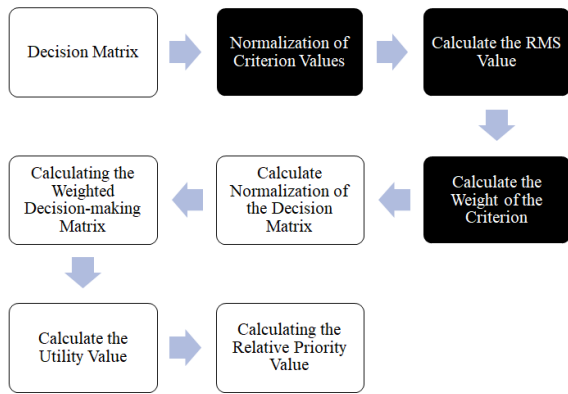 Decision Matrix
Normalization of
Criterion Values
Calculate the RMS
Value
Calculate the
Weight of the
Criterion
Calculate
Normalization of
the Decision
Matrix
Calculating the
Weighted
Decision-making
Matrix
Calculate the
Utility Value
Calculating the
Relative Priority
Value